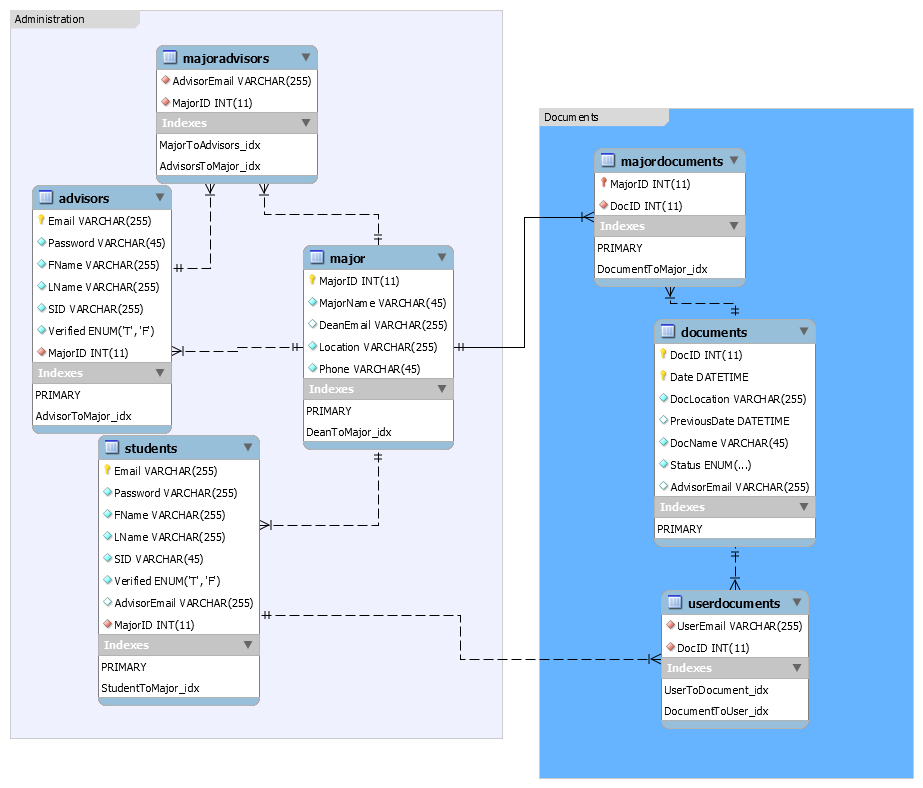 Administration
majoradvisors
AdvisorEmail VARCHAR(255)
MajorID INT(11)
Indexes
MajorToAdvisors_idx
AdvisorsToMajor_idx
advisors
Email VARCHAR(255)
Password VARCHAR(45)
FName VARCHAR(255)
LName VARCHAR(255)
SID VARCHAR(255)
Verified ENUM('T','F')
MajorID INT(11)
Indexes
PRIMARY
AdvisorToMajor_idx
major
MajorID INT(11)
MajorName VARCHAR(45)
DeanEmail VARCHAR(255)
Location VARCHAR(255)
Phone VARCHAR(45)
Indexes
PRIMARY
DeanToMajor_idx
students
Email VARCHAR(255)
Password VARCHAR(255)
FName VARCHAR(255)
LName VARCHAR(255)
SID VARCHAR(45)
Verified ENUM('T','F')
AdvisorEmail VARCHAR(255)
MajorID INT(11)
Indexes
PRIMARY
StudentToMajor_idx
Documents
majordocuments
MajorID INT(11)
DocID INT(11)
Indexes
PRIMARY
DocumentToMajor_idx
documents
DocID INT(11)
Date DATETIME
DocLocation VARCHAR(255)
PreviousDate DATETIME
DocName VARCHAR(45)
Status ENUM(...)
AdvisorEmail VARCHAR(255)
Indexes
PRIMARY
userdocuments
UserEmail VARCHAR(255)
DocID INT(11)
Indexes
UserToDocument_idx
DocumentToUser_idx